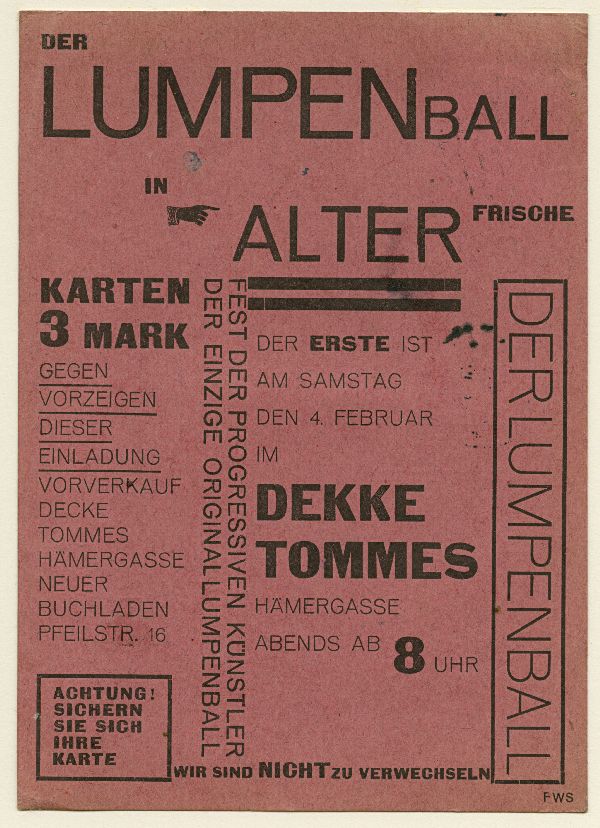 DER
LUMPENBALL
IN
ALTER FRISCHE
KARTEN
3 MARK
GEGEN
VORZEIGEN
DIESER
EINLADUNG
VORVERKAUF
DECKE
TOMMES
HÄMERGASSE
NEUER
BUCHLADEN
PFEILSTR. 16
ACHTUNG!
SICHERN
SIE SICH
IHRE
KARTE
FEST DER PROGRESSIVEN KÜNSTLER
DER EINZIGE ORIGINAL LUMPENBALL
DER ERSTE IST
AM SAMSTAG
DEN 4. FEBRUAR
IM
DEKKE
TOMMES
HÄMERGASSE
ABENDS AB 8 UHR
DER LUMPENBALL
WIR SIND NICHT ZU VERWECHSELN
FWS